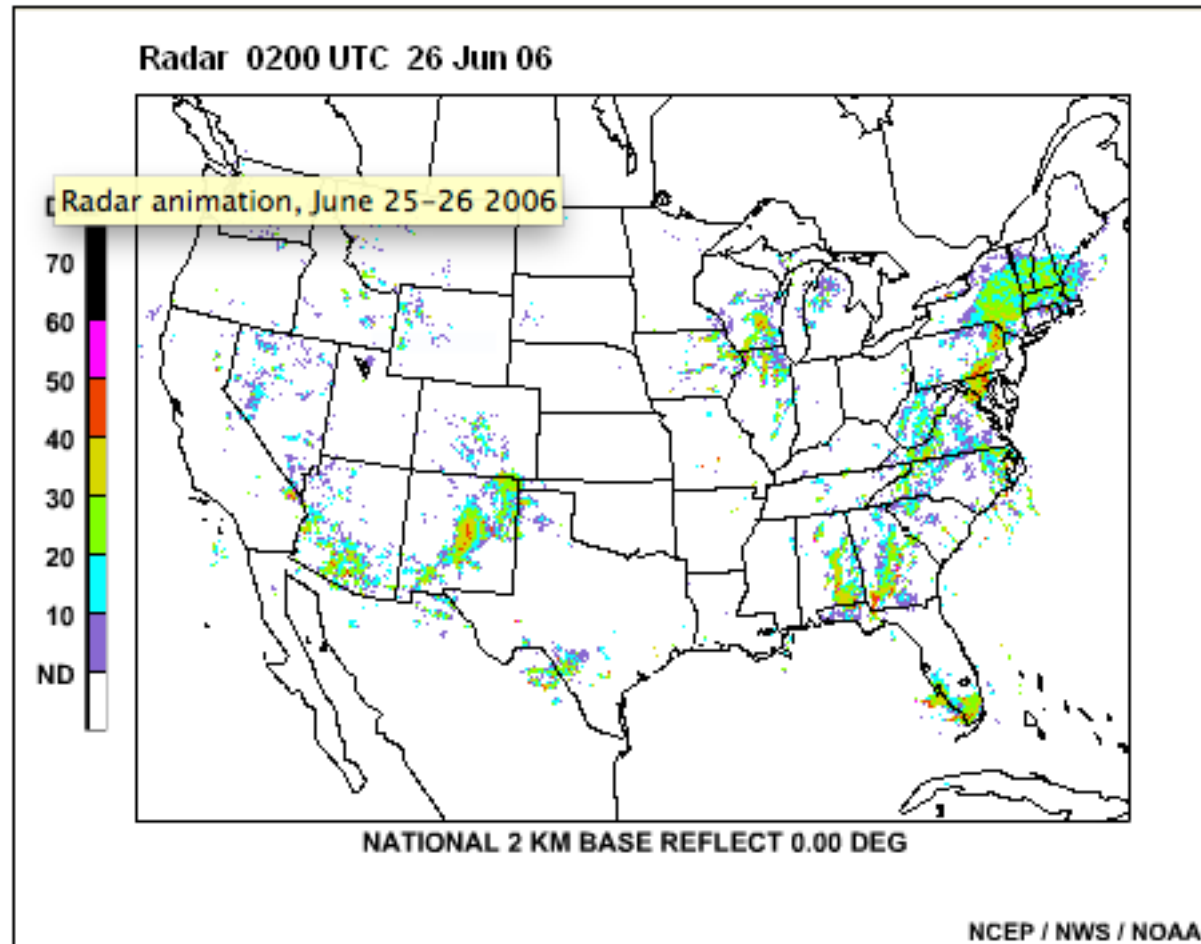 Radar 0200 UTC 26 Jun 06
Radar animation, June 25-26 2006
70
60
50
40
30
20
10
ND
NATIONAL 2 KM BASE REFLECT 0.00 DEG
NCEP / NWS / NOAA